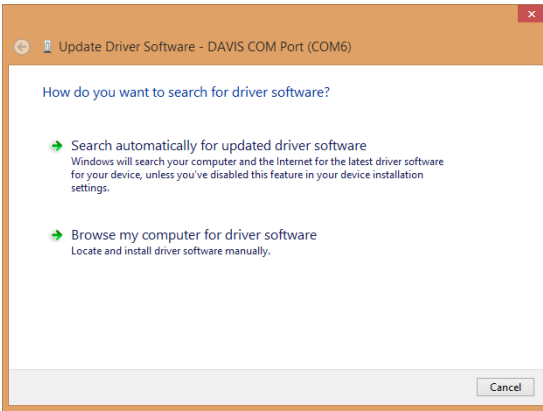 Update Driver Software - DAVIS COM Port (COM6)
How do you want to search for driver software?
Search automatically for updated driver software
Windows will search your computer and the Internet for the latest driver software
for your device, unless you've disabled this feature in your device installation
settings.
Browse my computer for driver software
Locate and install driver software manually.
Cancel